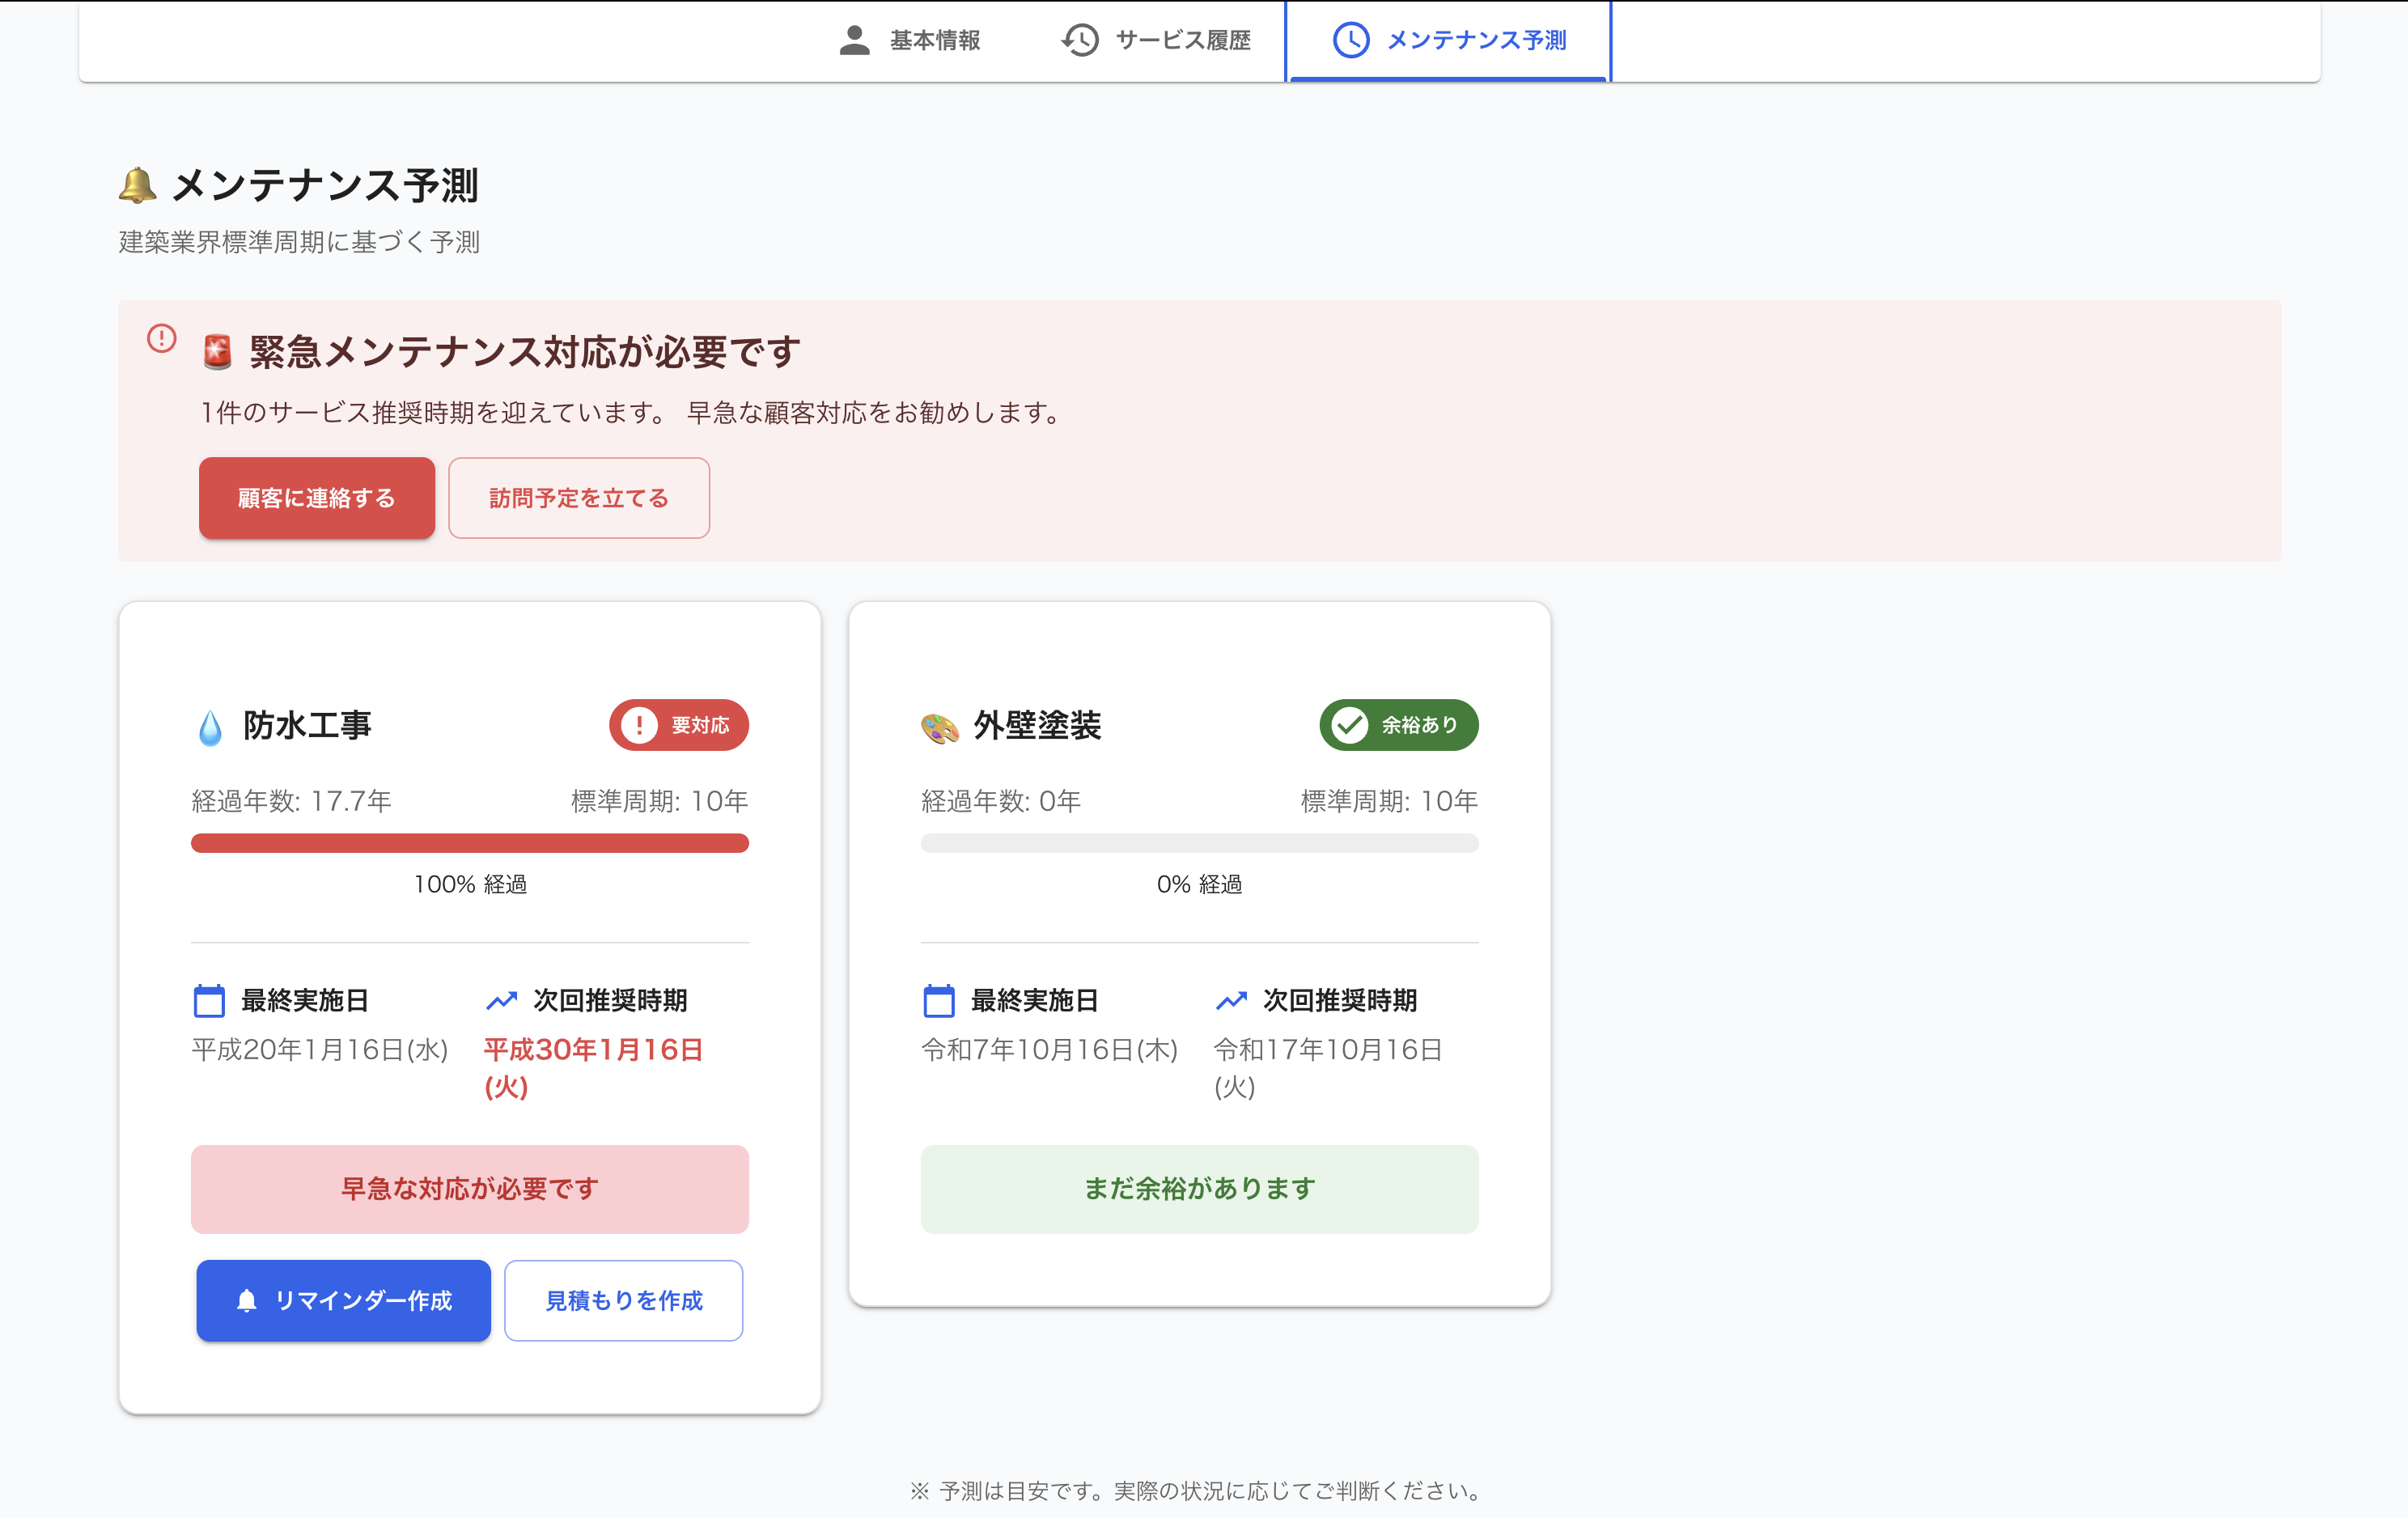 基本情報
サービス履歴
メンテナンス予測
メンテナンス予測
建築業界標準周期に基づく予測
緊急メンテナンス対応が必要です
1件のサービス推奨時期を迎えています。 早急な顧客対応をお勧めします。
顧客に連絡する
訪問予定を立てる
防水工事
要対応
経過年数: 17.7年
標準周期: 10年
100% 経過
最終実施日
次回推奨時期
平成20年1月16日(水)
平成30年1月16日
(火)
早急な対応が必要です
リマインダー作成
見積もりを作成
外壁塗装
余裕あり
経過年数: 0年
標準周期: 10年
0% 経過
最終実施日
次回推奨時期
令和7年10月16日(木)
令和17年10月16日
(火)
まだ余裕があります
※ 予測は目安です。実際の状況に応じてご判断ください。